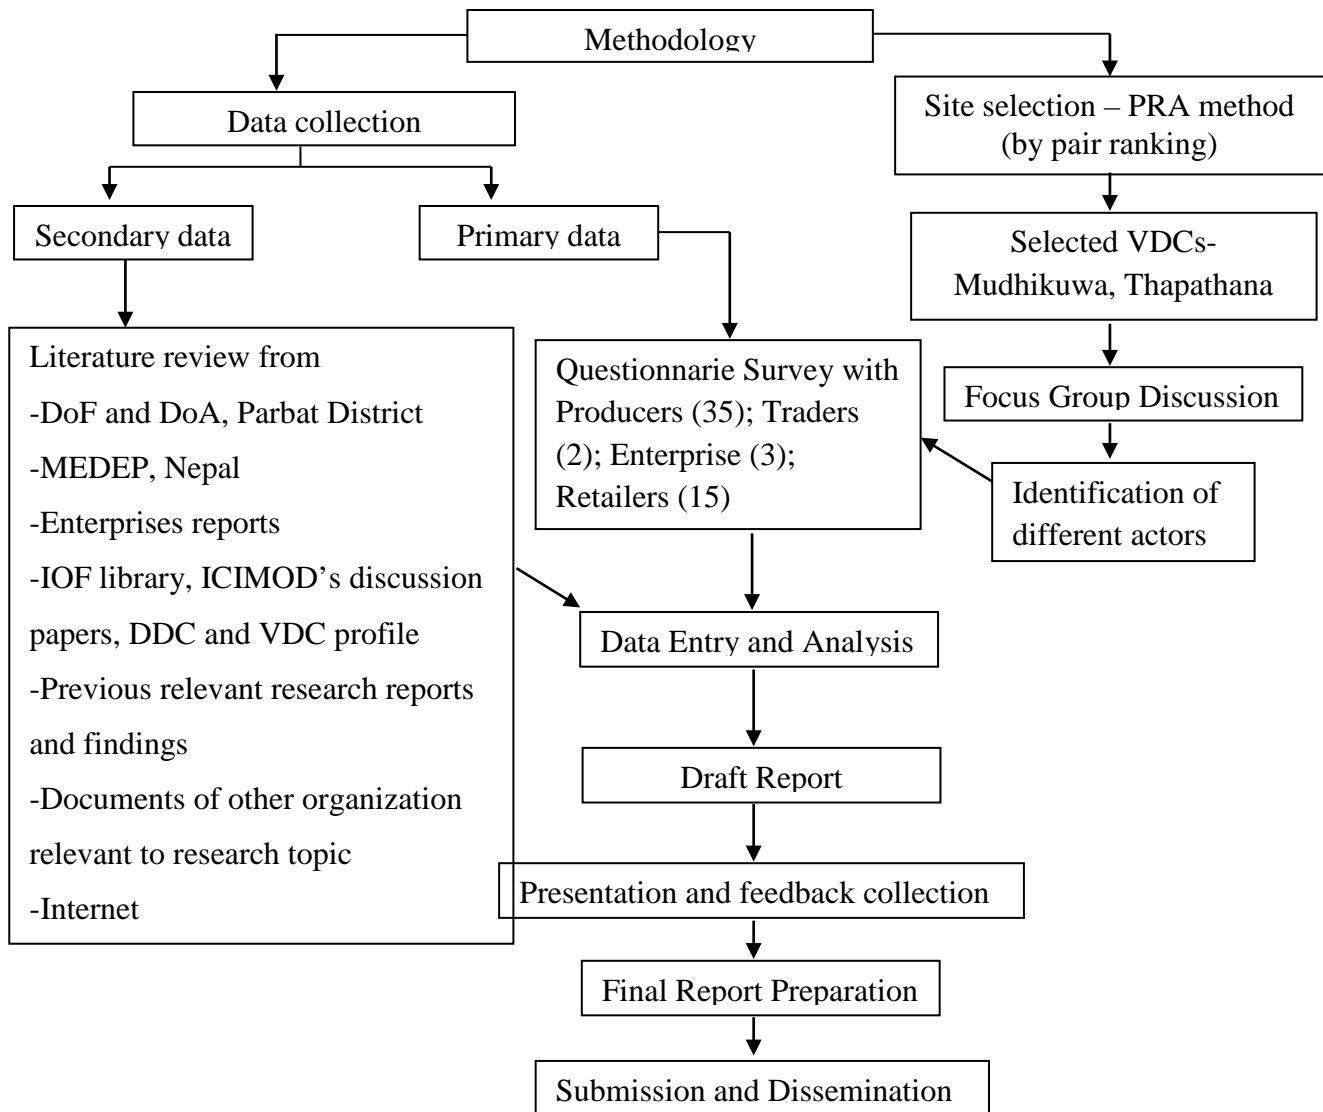 Methodology
Data collection
Site selection – PRA method
(by pair ranking)
Secondary data
Primary data
Selected VDCs-
Mudhikuwa, Thapathana
Literature review from
-DoF and DoA, Parbat District
-MEDEP, Nepal
-Enterprises reports
-IOF library, ICIMOD’s discussion
papers, DDC and VDC profile
-Previous relevant research reports
and findings
-Documents of other organization
relevant to research topic
-Internet
Questionnarie Survey with
Producers (35); Traders
(2); Enterprise (3);
Retailers (15)
Focus Group Discussion
Identification of
different actors
Data Entry and Analysis
Draft Report
Presentation and feedback collection
Final Report Preparation
Submission and Dissemination